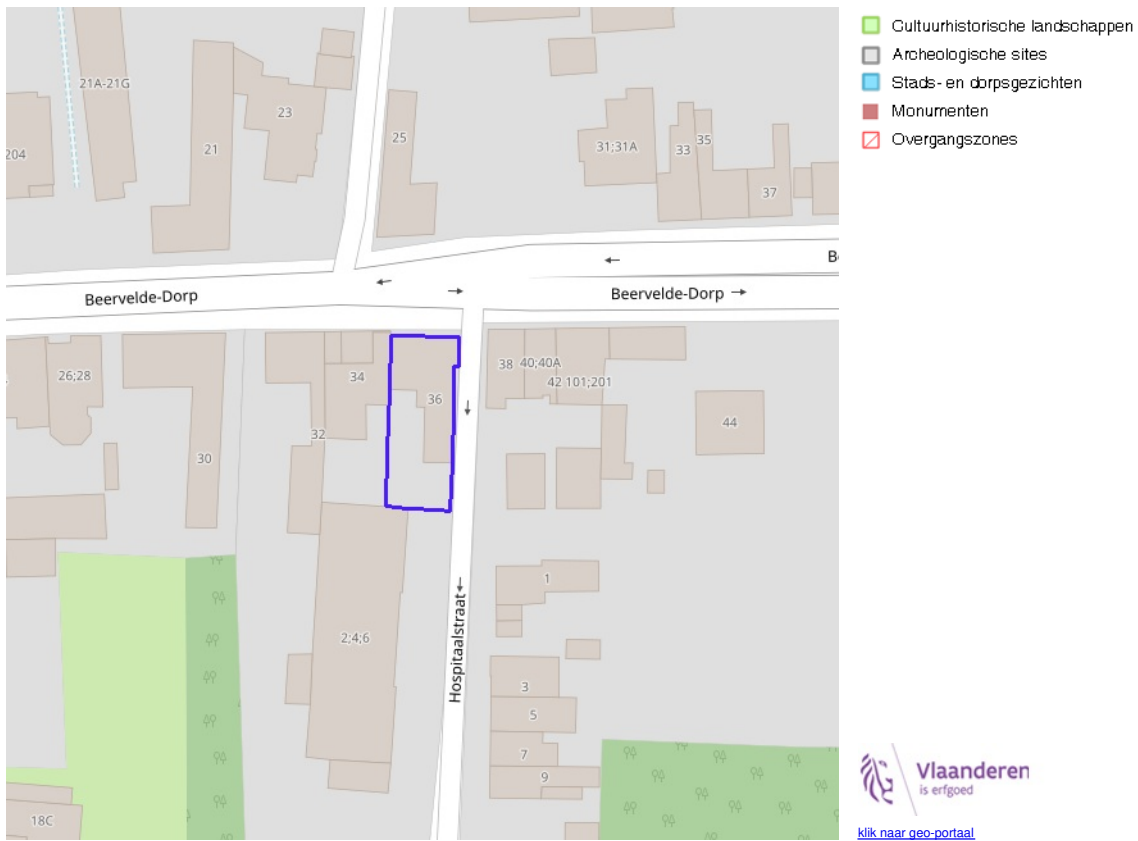 Cultuurhistorische landschappen
Archeologische sites
Stads- en dorpsgezichten
Monumenten
Overgangszones
21A-21G
23
204
21
25
31;31A
33
35
37
Beervelde-Dorp
Beervelde-Dorp
26;28
34
36
38
40;40A
42 101;201
44
32
30
1
2;4;6
Hospitaalstraat
3
5
7
9
18C
Vlaanderen
is erfgoed
klik naar geo-portaal